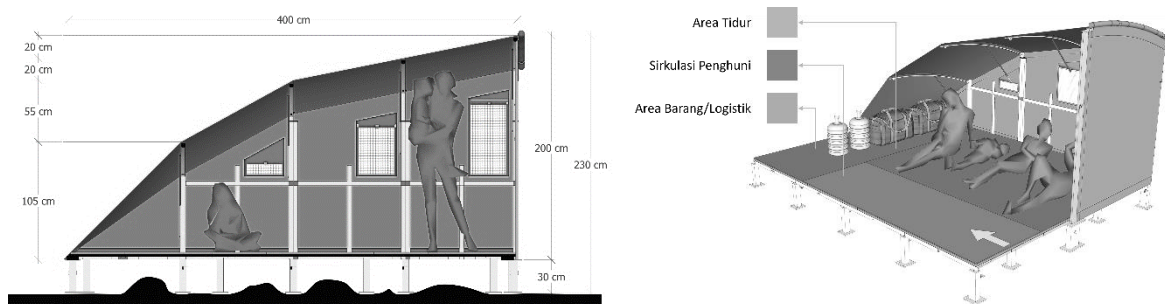 400 cm
20 cm
20 cm
55 cm
105 cm
200 cm
230 cm
30 cm
Area Tidur
Sirkulasi Penghuni
Area Barang/Logistik